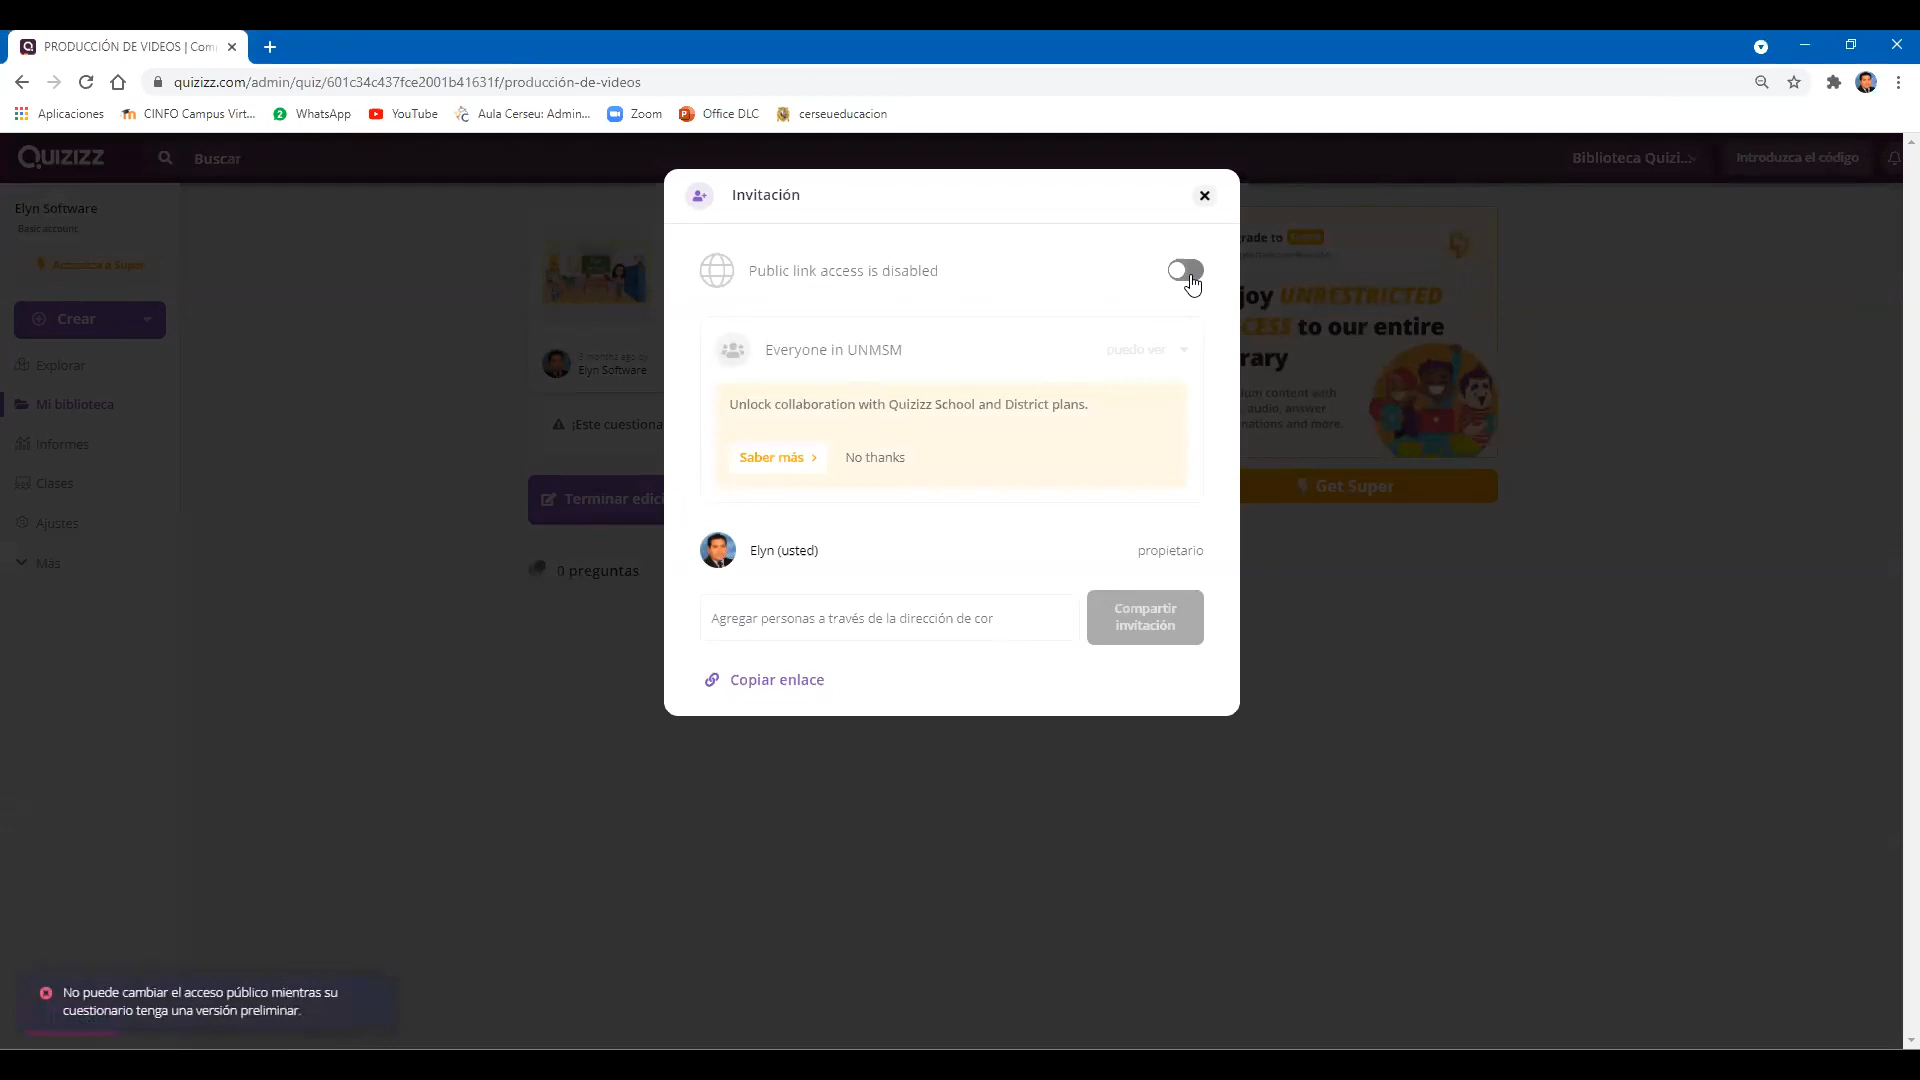 PRODUCCIÓN DE VIDEOS | Com
quizizz.com/admin/quiz/601c34c437fce2001b41631f/producción-de-videos
Aplicaciones
CINFO Campus Virt...
2 WhatsApp
YouTube
Aula Cerseu: Admin...
Zoom
Office DLC
cerseueducacion
QUIZIZZ
Buscar
Biblioteca Quizi...
Introduzca el código
Elyn Software
Basic account
Actualiza a Super
Crear
Explorar
Mi biblioteca
Informes
Clases
Ajustes
Más
3 months ago by
Elyn Software
¡Este cuestiona
Terminar edici
0 preguntas
Invitación
Public link access is disabled
Everyone in UNMSM
puedo ver
Unlock collaboration with Quizizz School and District plans.
Saber más >
No thanks
Elyn (usted)
propietario
Agregar personas a través de la dirección de cor
Compartir
invitación
Copiar enlace
grade to
joy UNRESTRICTED
CESS to our entire
rary
ium content with
audio, answer
nations and more.
Get Super
No puede cambiar el acceso público mientras su
cuestionario tenga una versión preliminar.